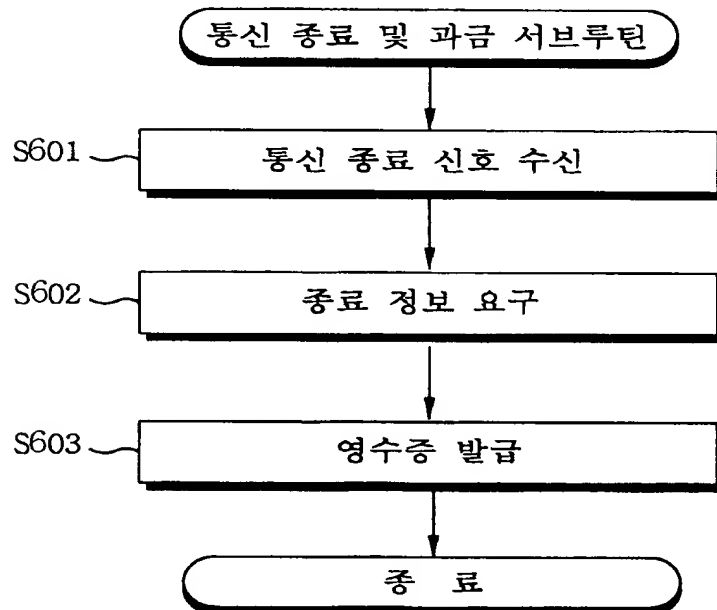 통신 종료 및 과금 서브루틴
S601 통신 종료 신호 수신
S602 종료 정보 요구
S603 영수증 발급
종 료